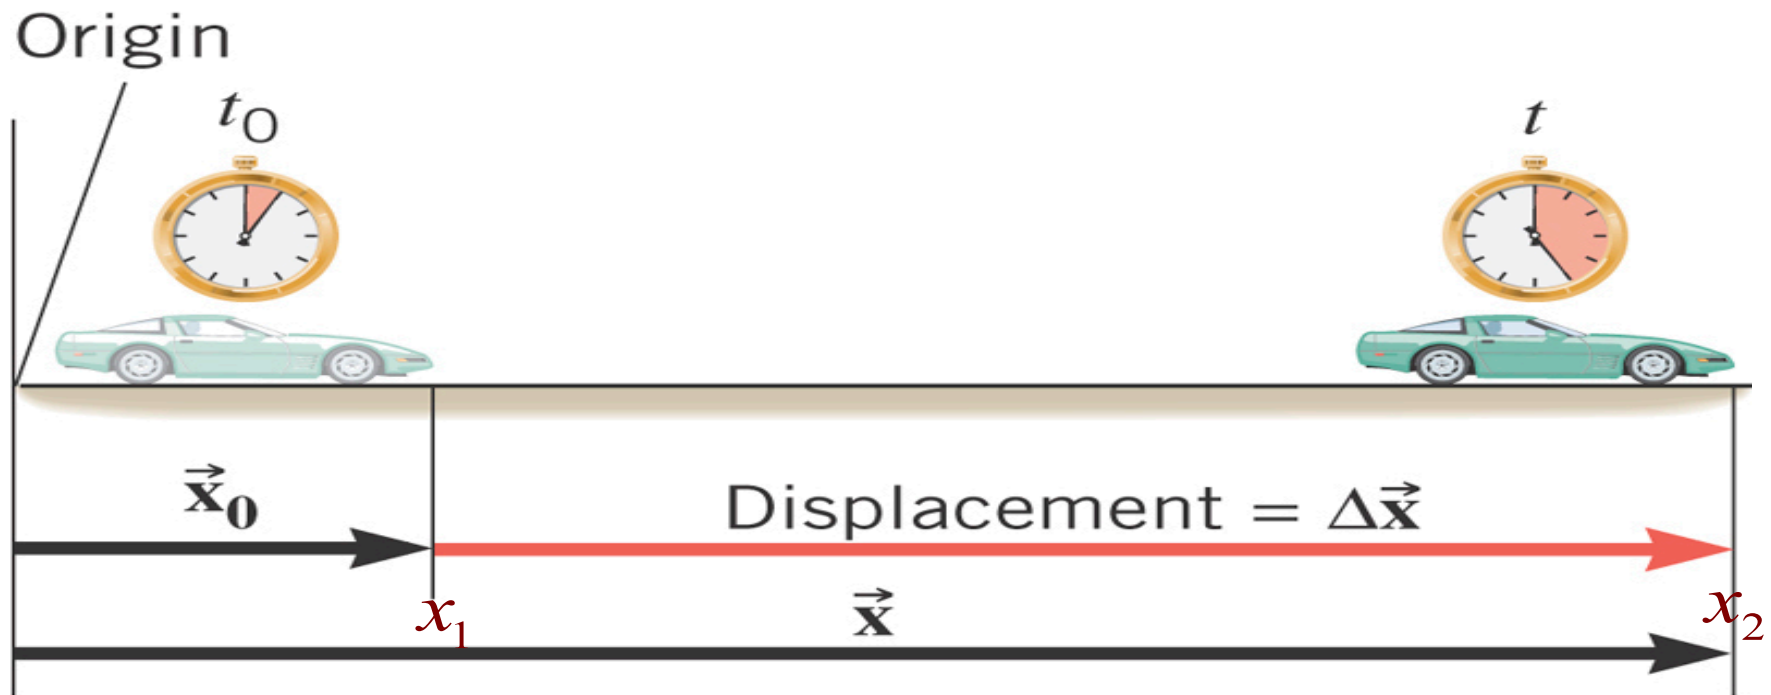 Origin
t₀
t
x⃗₀
Displacement = Δx⃗
x₁
x⃗
x₂